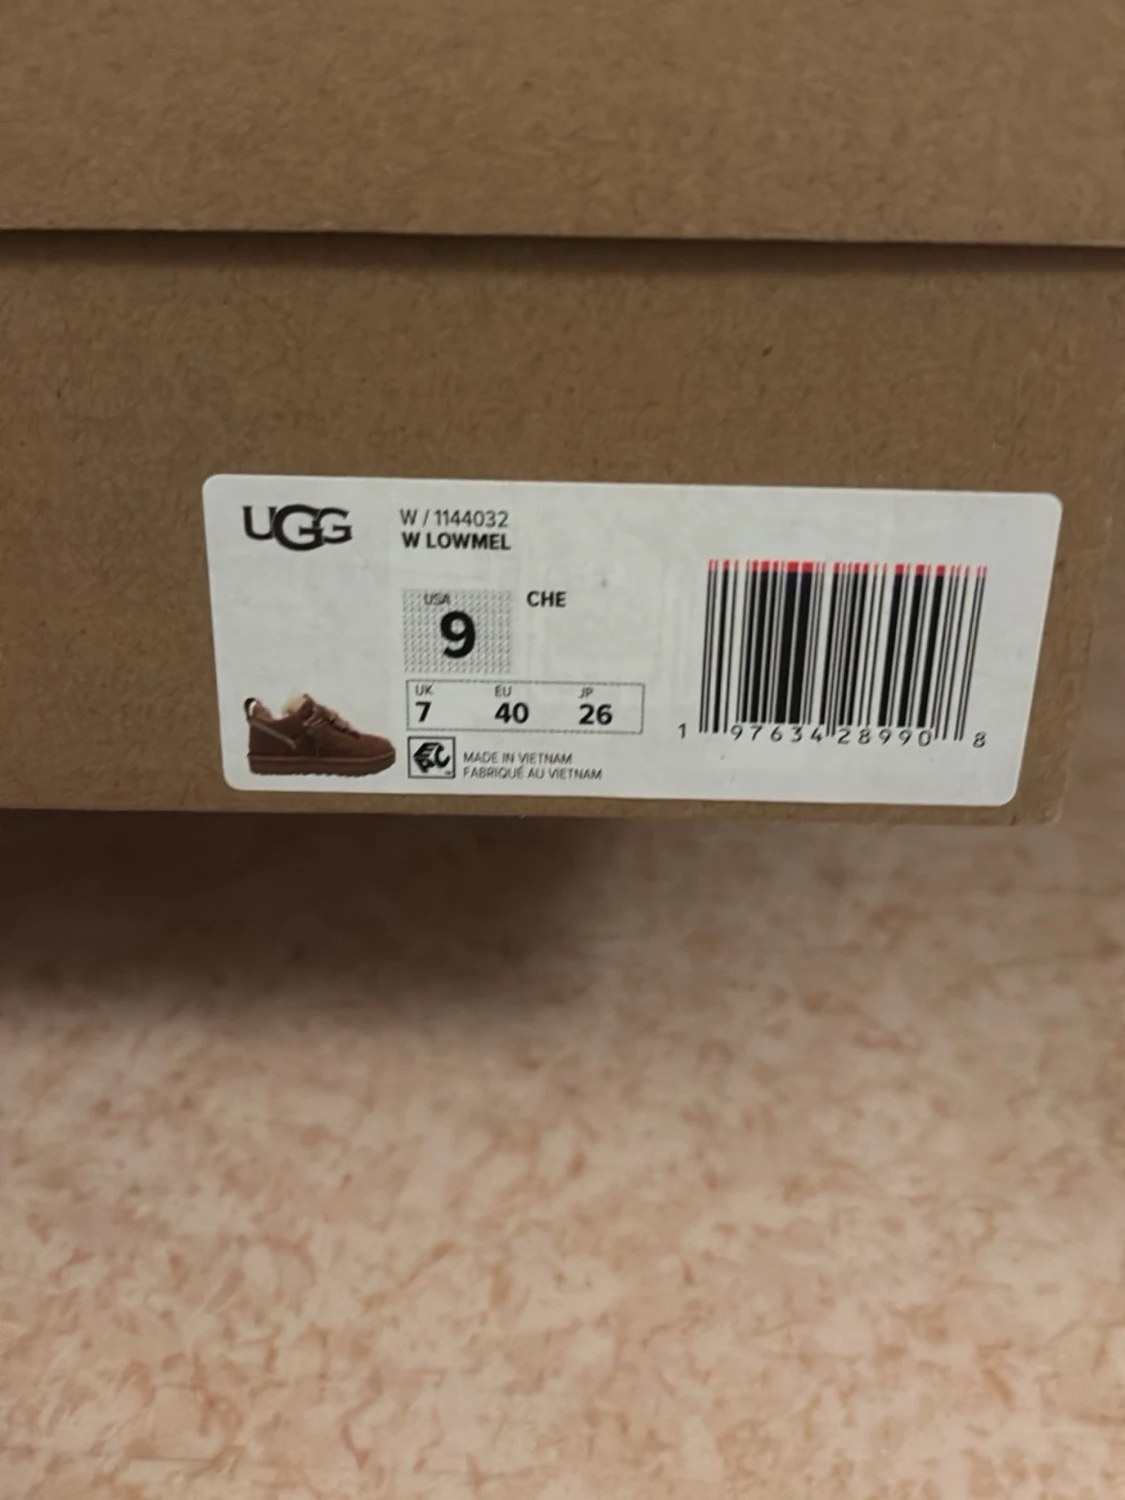 UGG
W / 1144032
W LOWMEL
USA
9
CHE
UK EU JP
7 40 26
MADE IN VIETNAM
FABRIQUÉ AU VIETNAM
1 97634 28990 8